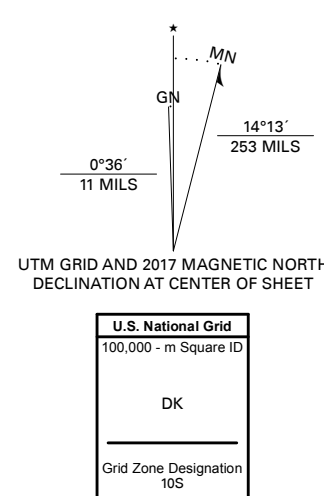 ★
MN
GN
14°13´
253 MILS
0°36´
11 MILS
UTM GRID AND 2017 MAGNETIC NORTH
DECLINATION AT CENTER OF SHEET
U.S. National Grid
100,000 - m Square ID
DK
Grid Zone Designation
10S